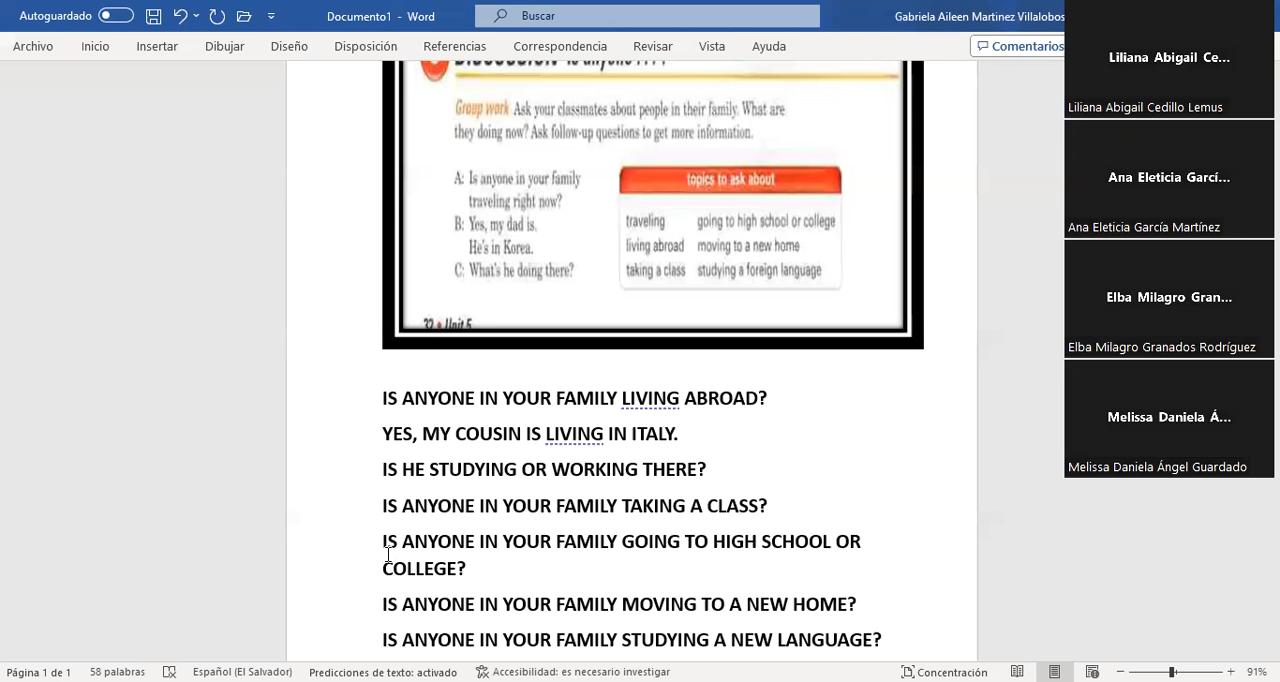 Autoguardado
Documento1 - Word
Buscar
Gabriela Aileen Martinez Villalobos
Archivo Inicio Insertar Dibujar Diseño Disposición Referencias Correspondencia Revisar Vista Ayuda
Comentarios
DISCUSSION Is anyone . . . ?
Group work Ask your classmates about people in their family. What are
they doing now? Ask follow-up questions to get more information.
A: Is anyone in your family
traveling right now?
B: Yes, my dad is.
He's in Korea.
C: What's he doing there?
topics to ask about
traveling going to high school or college
living abroad moving to a new home
taking a class studying a foreign language
32 • Unit 5
IS ANYONE IN YOUR FAMILY LIVING ABROAD?
YES, MY COUSIN IS LIVING IN ITALY.
IS HE STUDYING OR WORKING THERE?
IS ANYONE IN YOUR FAMILY TAKING A CLASS?
IS ANYONE IN YOUR FAMILY GOING TO HIGH SCHOOL OR
COLLEGE?
IS ANYONE IN YOUR FAMILY MOVING TO A NEW HOME?
IS ANYONE IN YOUR FAMILY STUDYING A NEW LANGUAGE?
Liliana Abigail Ce...
Liliana Abigail Cedillo Lemus
Ana Eleticia Garcí...
Ana Eleticia García Martínez
Elba Milagro Gran...
Elba Milagro Granados Rodríguez
Melissa Daniela Á...
Melissa Daniela Ángel Guardado
Página 1 de 1 58 palabras Español (El Salvador) Predicciones de texto: activado Accesibilidad: es necesario investigar Concentración 91%